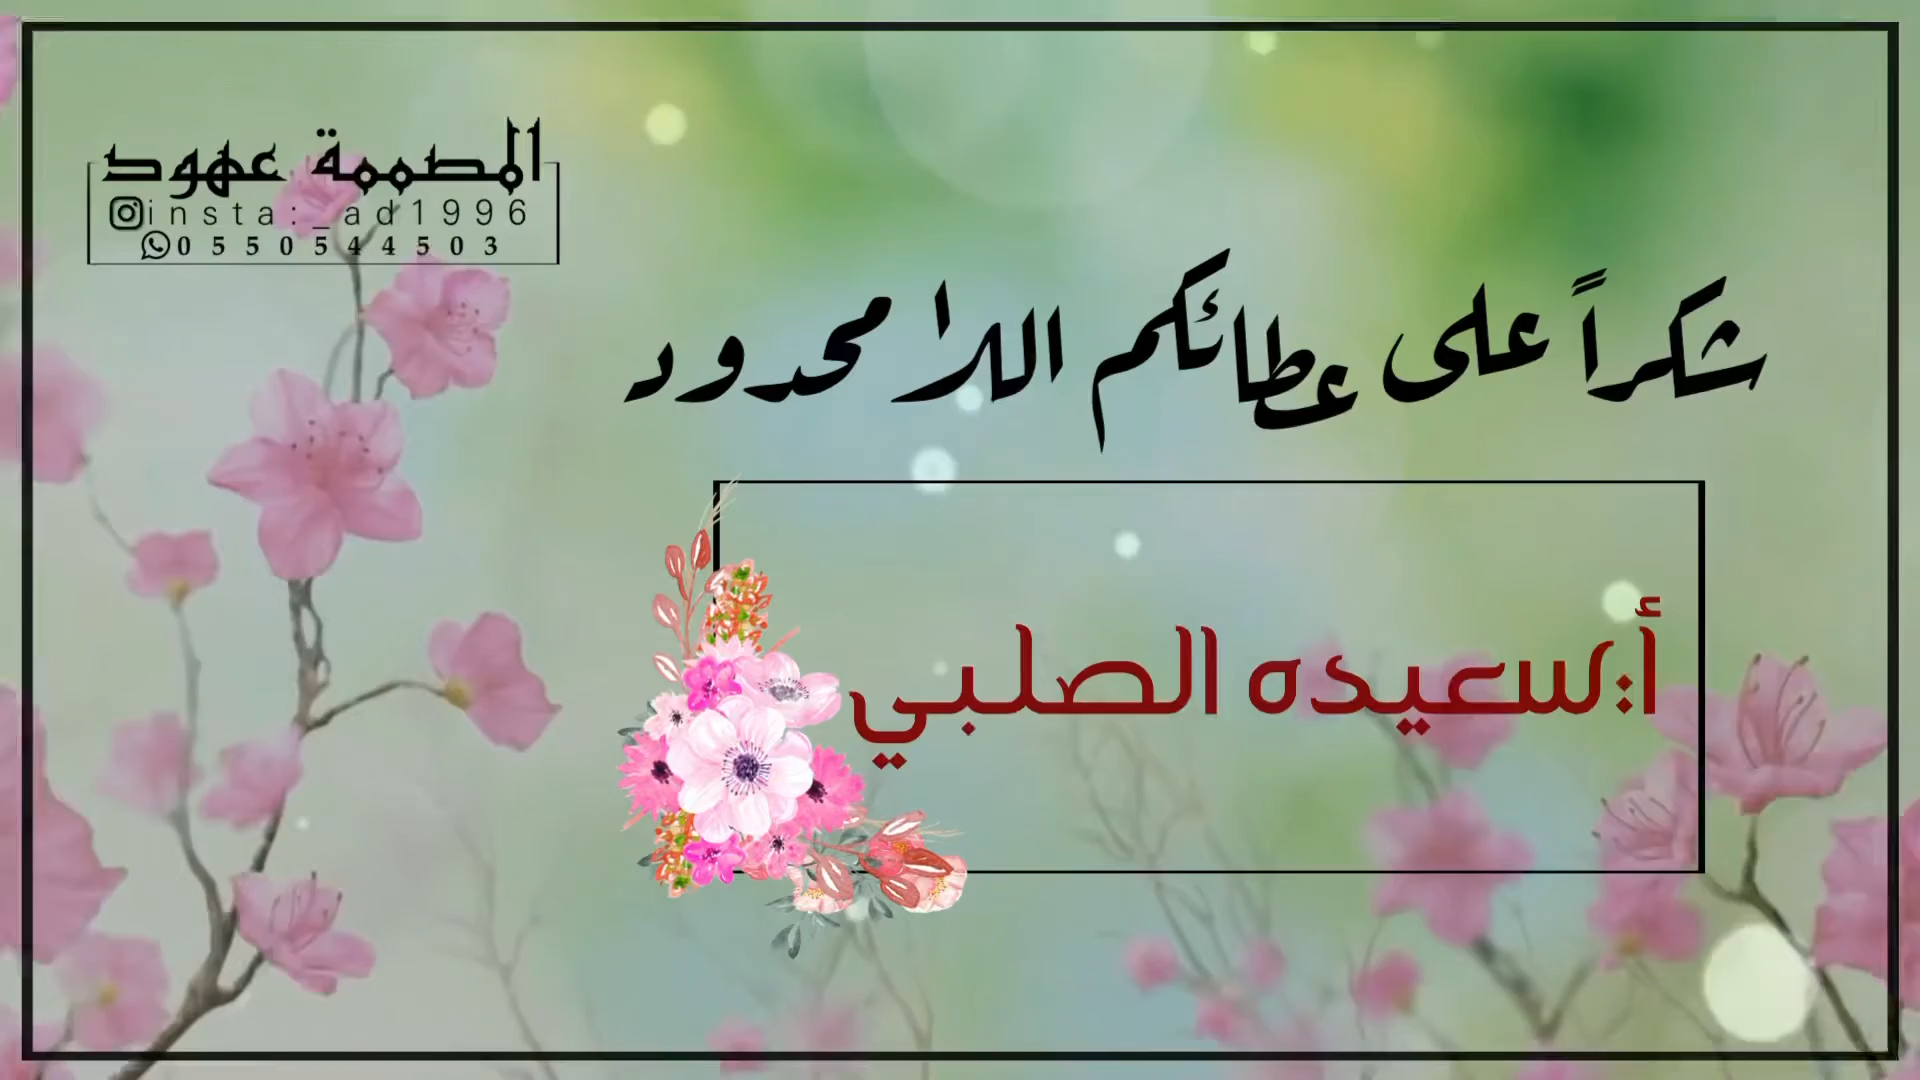 المصممة عهود
insta:_ad1996
0550544503
شكراً على عطائكم اللا محدود
أ:سعيده الصلبي